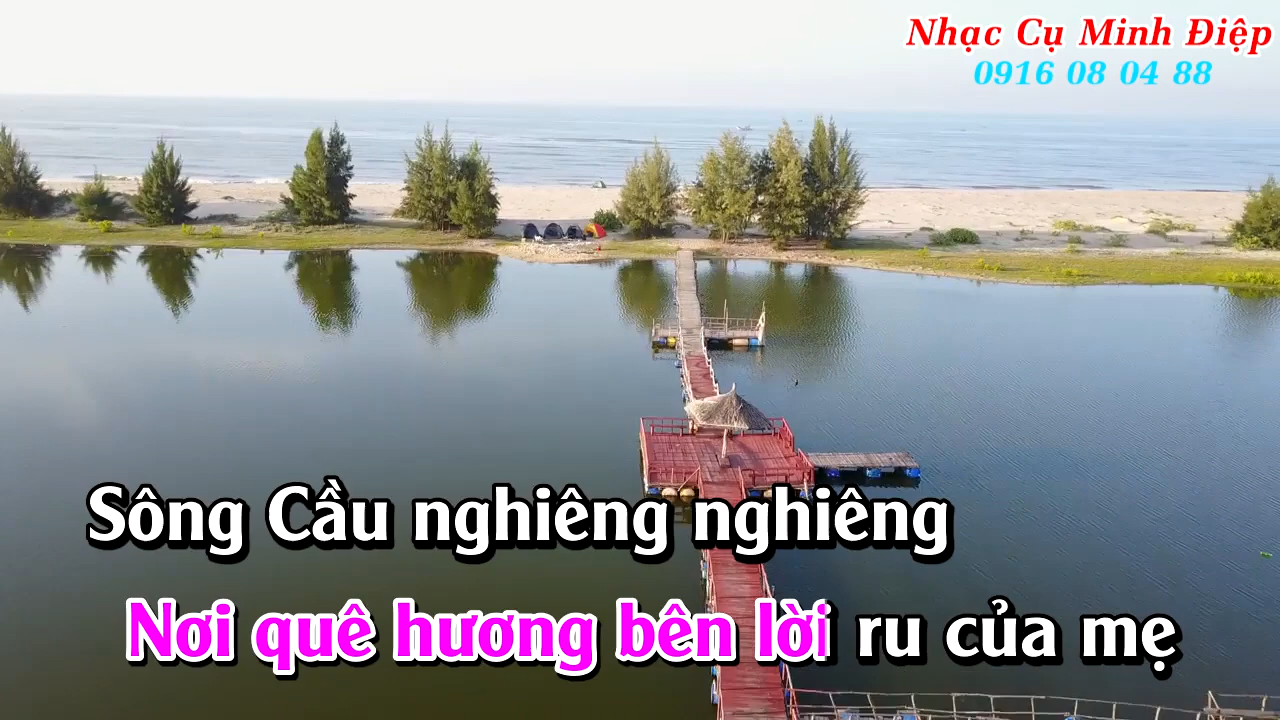 Nhạc Cụ Minh Điệp
0916 08 04 88
Sông Cầu nghiêng nghiêng
Nơi quê hương bên lời ru của mẹ